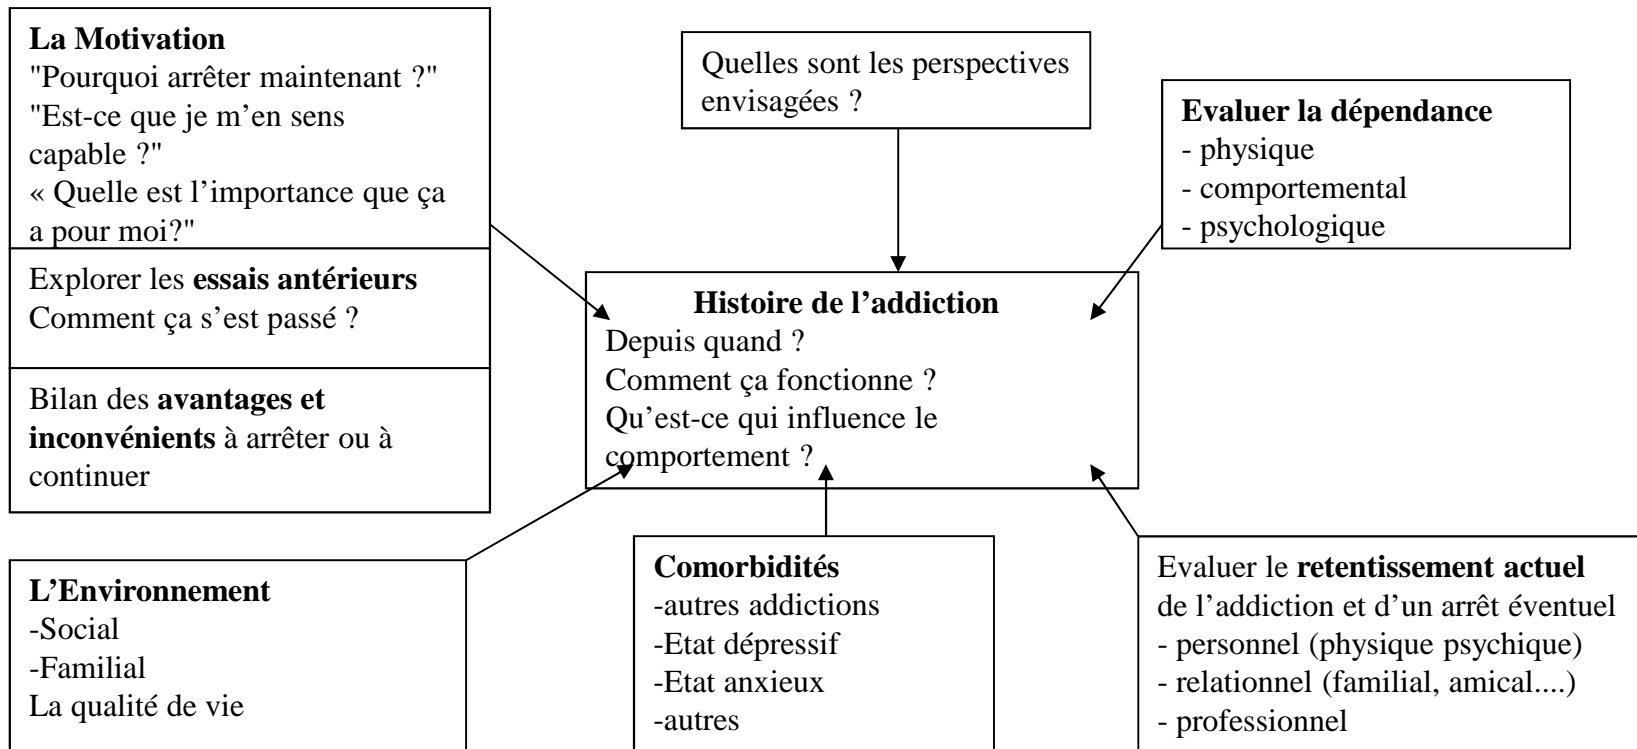 La Motivation
"Pourquoi arrêter maintenant ?"
"Est-ce que je m’en sens
capable ?"
« Quelle est l’importance que ça
a pour moi?"
Explorer les essais antérieurs
Comment ça s’est passé ?
Bilan des avantages et
inconvénients à arrêter ou à
continuer
Quelles sont les perspectives
envisagées ?
Evaluer la dépendance
- physique
- comportemental
- psychologique
Histoire de l’addiction
Depuis quand ?
Comment ça fonctionne ?
Qu’est-ce qui influence le
comportement ?
L’Environnement
-Social
-Familial
La qualité de vie
Comorbidités
-autres addictions
-Etat dépressif
-Etat anxieux
-autres
Evaluer le retentissement actuel
de l’addiction et d’un arrêt éventuel
- personnel (physique psychique)
- relationnel (familial, amical....)
- professionnel